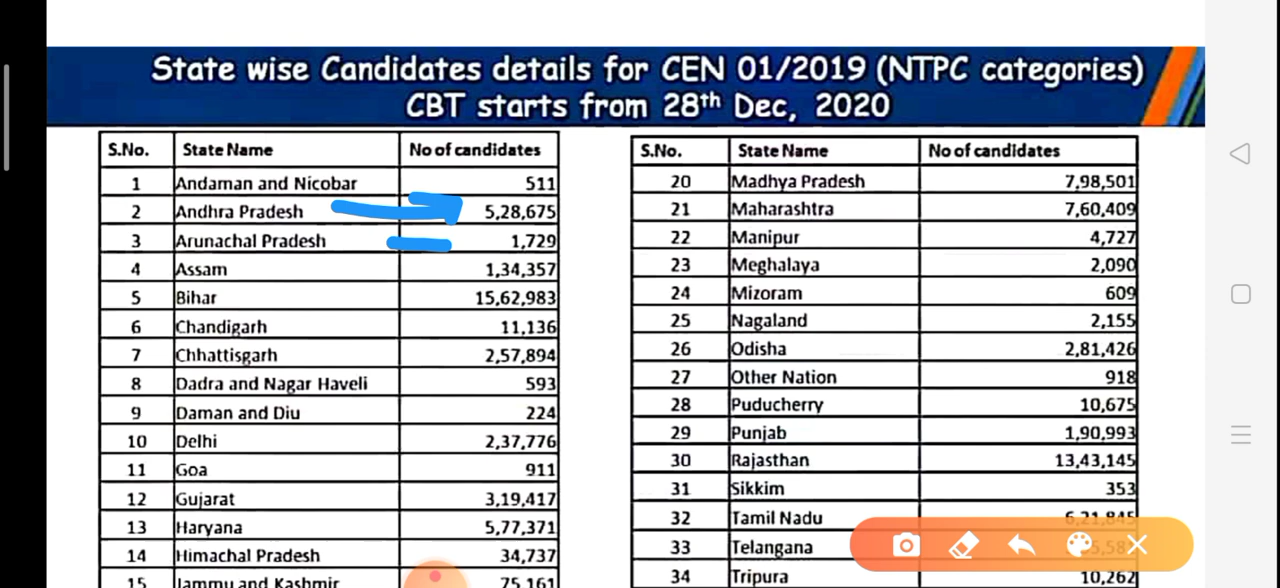 State wise Candidates details for CEN 01/2019 (NTPC categories)
CBT starts from 28th Dec, 2020
S.No. State Name No of candidates
1 Andaman and Nicobar 511
2 Andhra Pradesh 5,28,675
3 Arunachal Pradesh 1,729
4 Assam 1,34,357
5 Bihar 15,62,983
6 Chandigarh 11,136
7 Chhattisgarh 2,57,894
8 Dadra and Nagar Haveli 593
9 Daman and Diu 224
10 Delhi 2,37,776
11 Goa 911
12 Gujarat 3,19,417
13 Haryana 5,77,371
14 Himachal Pradesh 34,737
15 Jammu and Kashmir 75,161
S.No. State Name No of candidates
20 Madhya Pradesh 7,98,501
21 Maharashtra 7,60,409
22 Manipur 4,727
23 Meghalaya 2,090
24 Mizoram 609
25 Nagaland 2,155
26 Odisha 2,81,426
27 Other Nation 918
28 Puducherry 10,675
29 Punjab 1,90,993
30 Rajasthan 13,43,145
31 Sikkim 353
32 Tamil Nadu 6,21,845
33 Telangana
34 Tripura 10,262